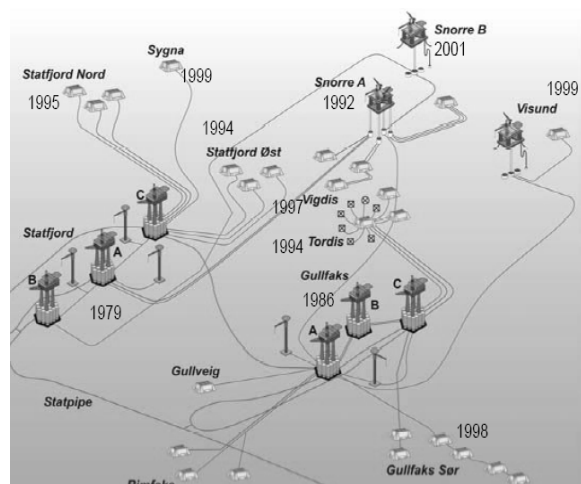 Snorre B
2001
Sygna
1999
Statfjord Nord
1995
Snorre A
1992
1999
Visund
1994
Statfjord Øst
C
1997
Vigdis
1994
Tordis
Statfjord
A
B
1979
Gullfaks
1986
C
B
A
Gullveig
Statpipe
1998
Gullfaks Sør